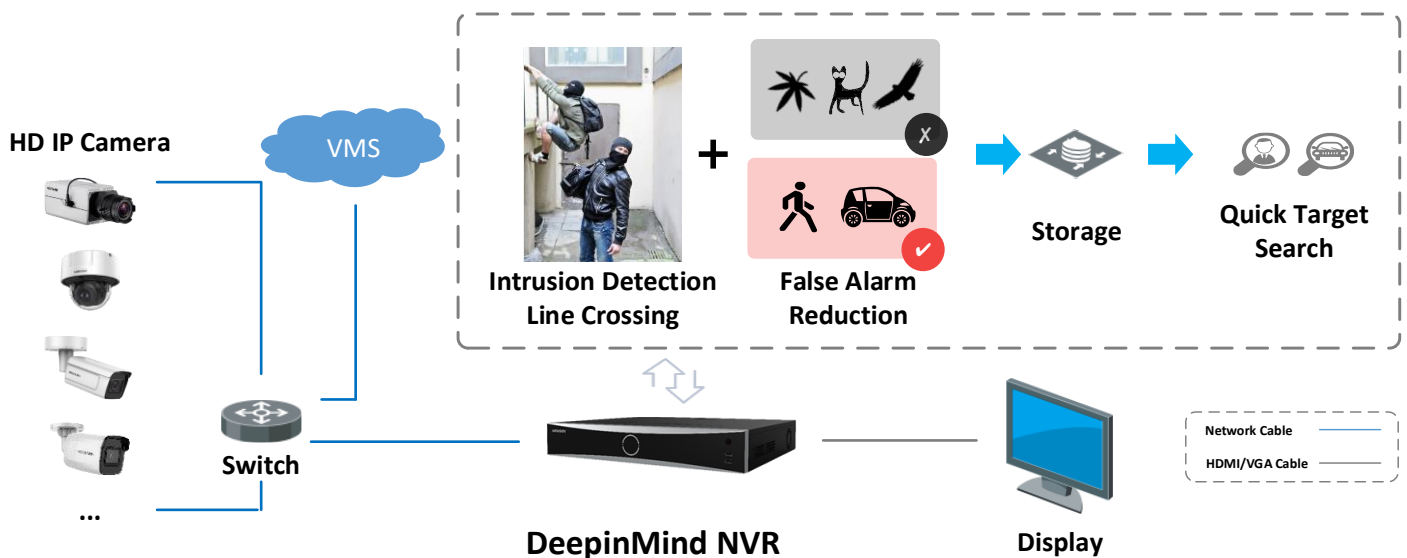 HD IP Camera
VMS
Intrusion Detection
Line Crossing
+
False Alarm
Reduction
✗
✓
Storage
Quick Target
Search
Switch
...
DeepinMind NVR
Display
Network Cable
HDMI/VGA Cable